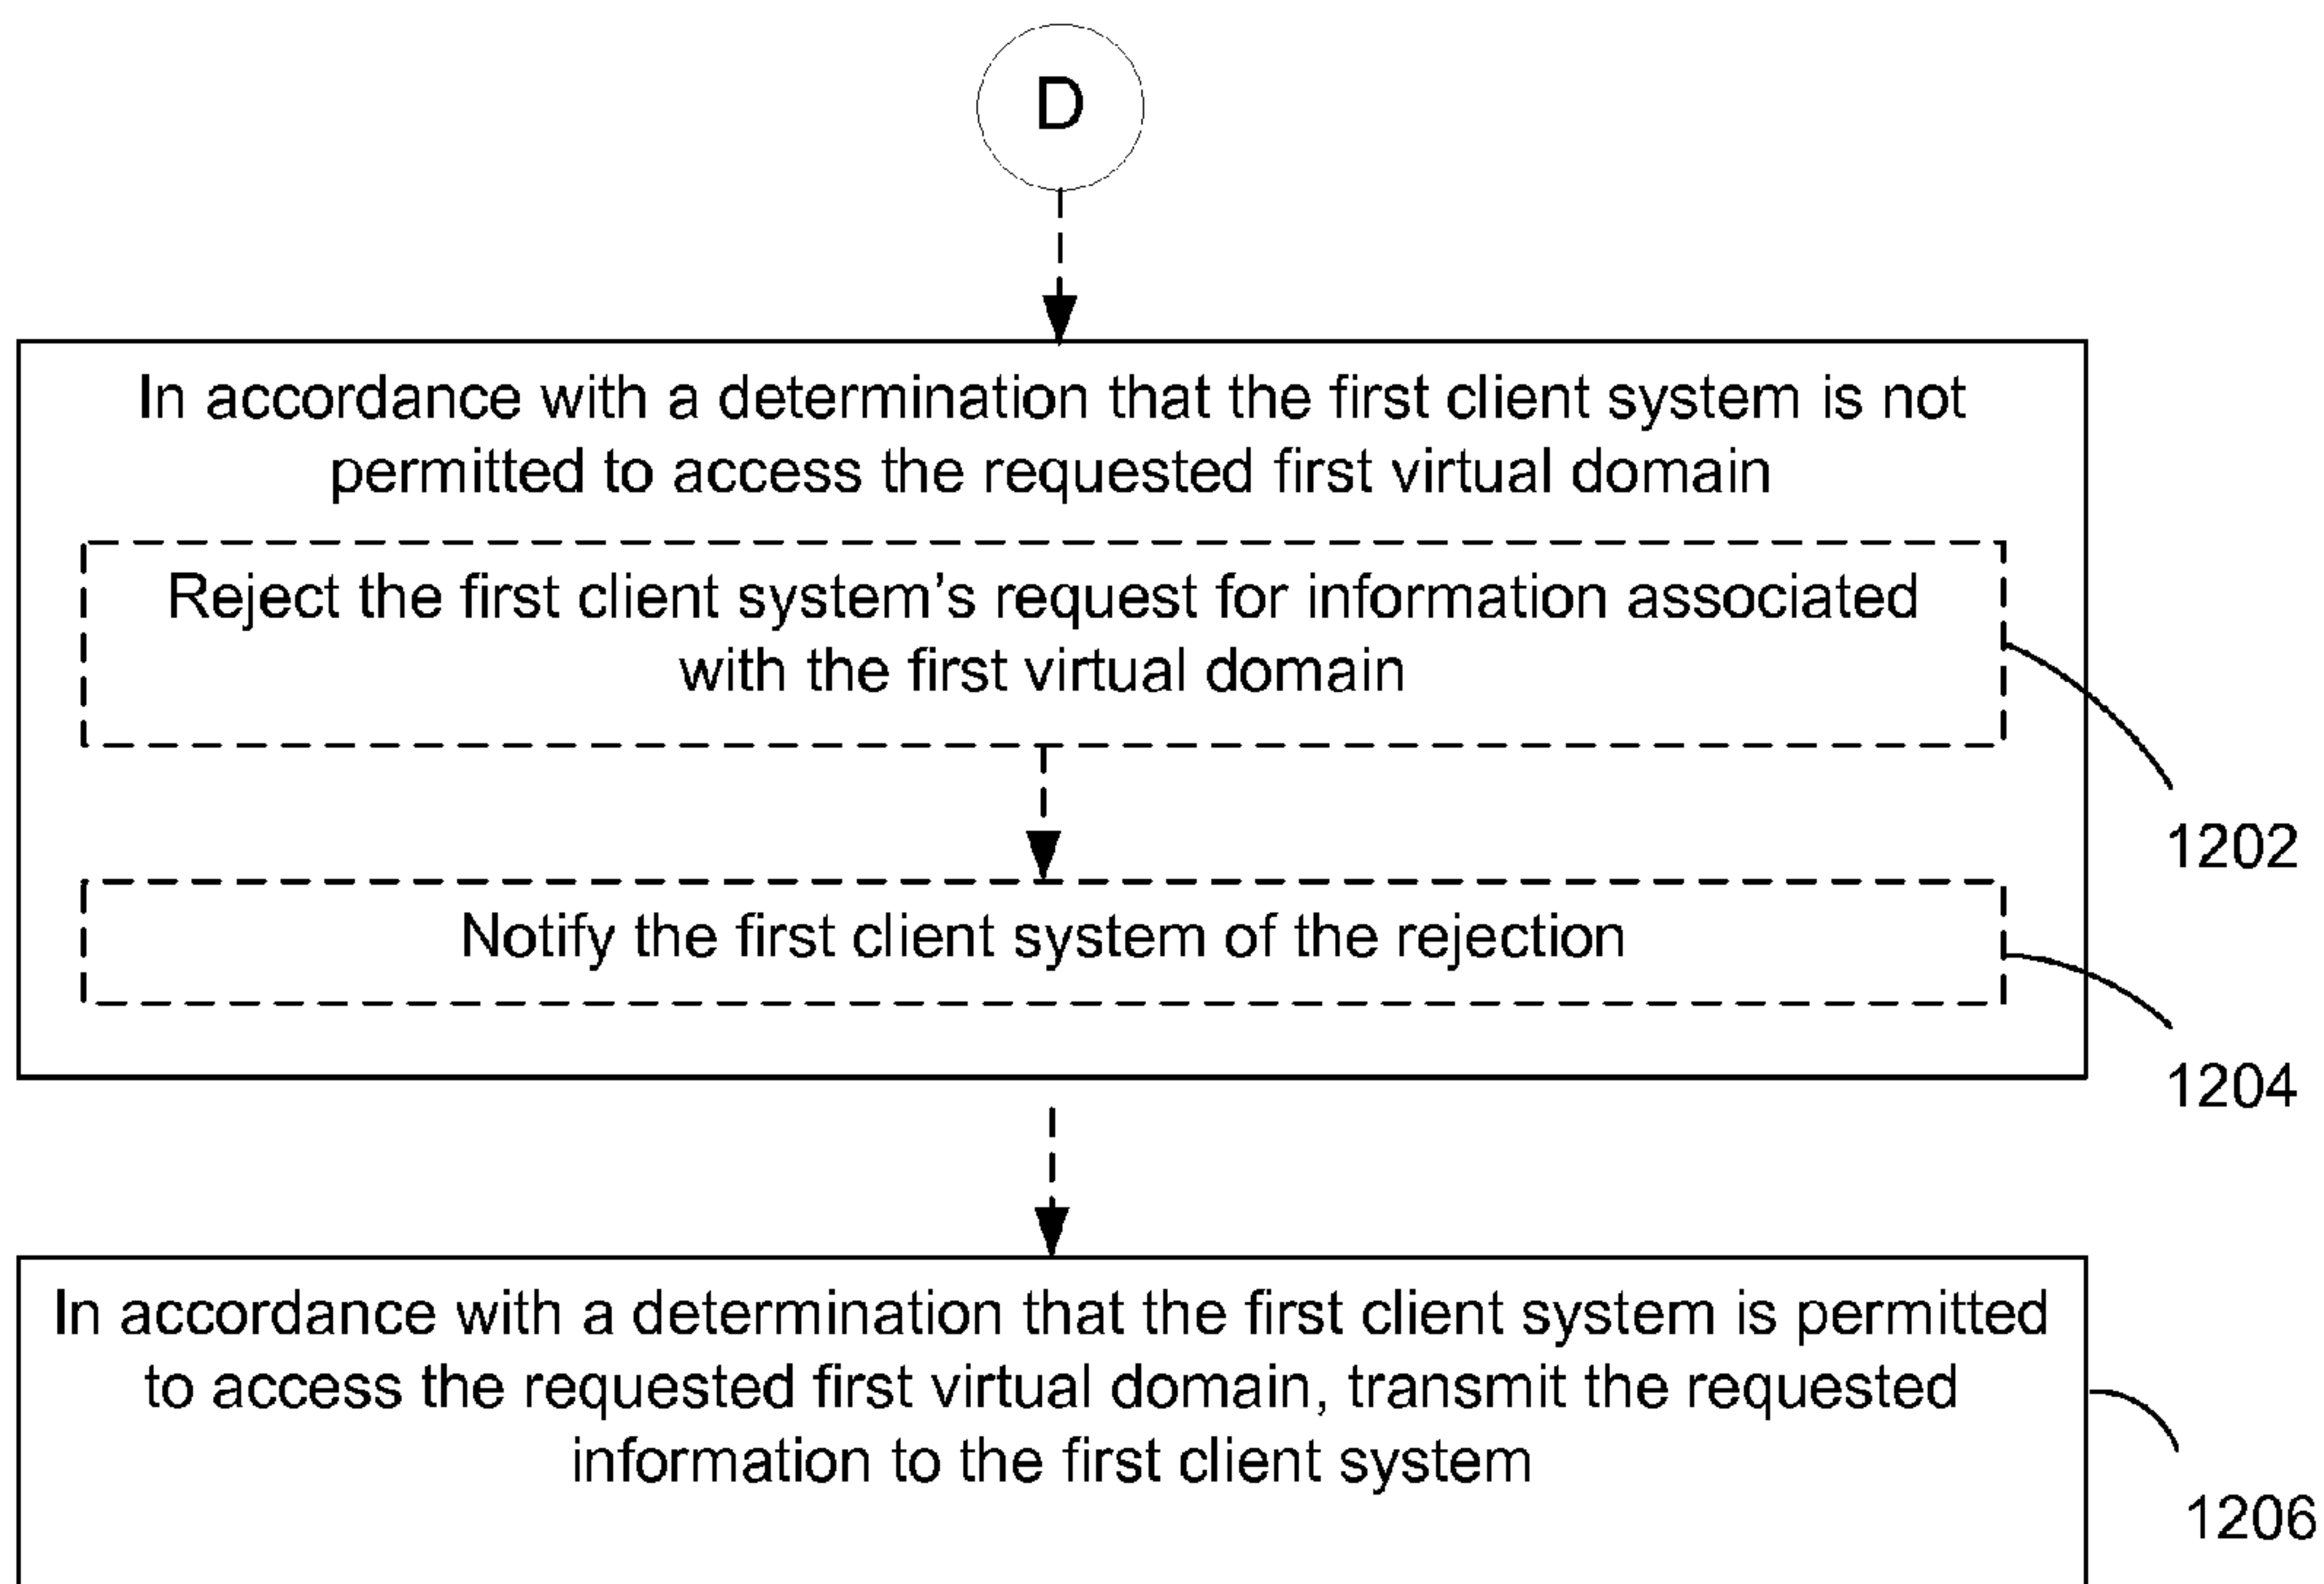 D
In accordance with a determination that the first client system is not
permitted to access the requested first virtual domain
Reject the first client system’s request for information associated
with the first virtual domain
1202
Notify the first client system of the rejection
1204
In accordance with a determination that the first client system is permitted
to access the requested first virtual domain, transmit the requested
information to the first client system
1206